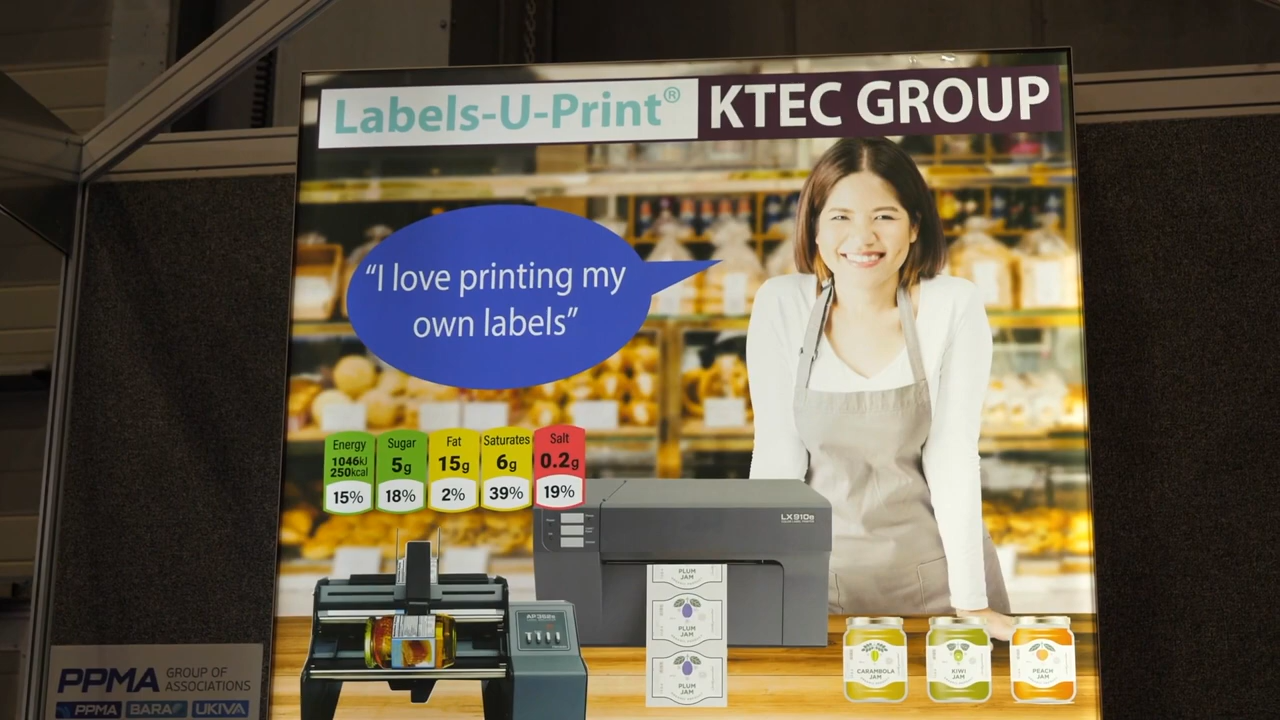 Labels-U-Print® KTEC GROUP
"I love printing my
own labels"
Energy
1046kJ
250kcal
15%
Sugar
5g
18%
Fat
15g
2%
Saturates
6g
39%
Salt
0.2g
19%
LX910e
AP362e
PLUM
JAM
PLUM
JAM
PLUM
JAM
CARAMBOLA
JAM
KIWI
JAM
PEACH
JAM
PPMA GROUP OF
ASSOCIATIONS
PPMA BARA UKIVA